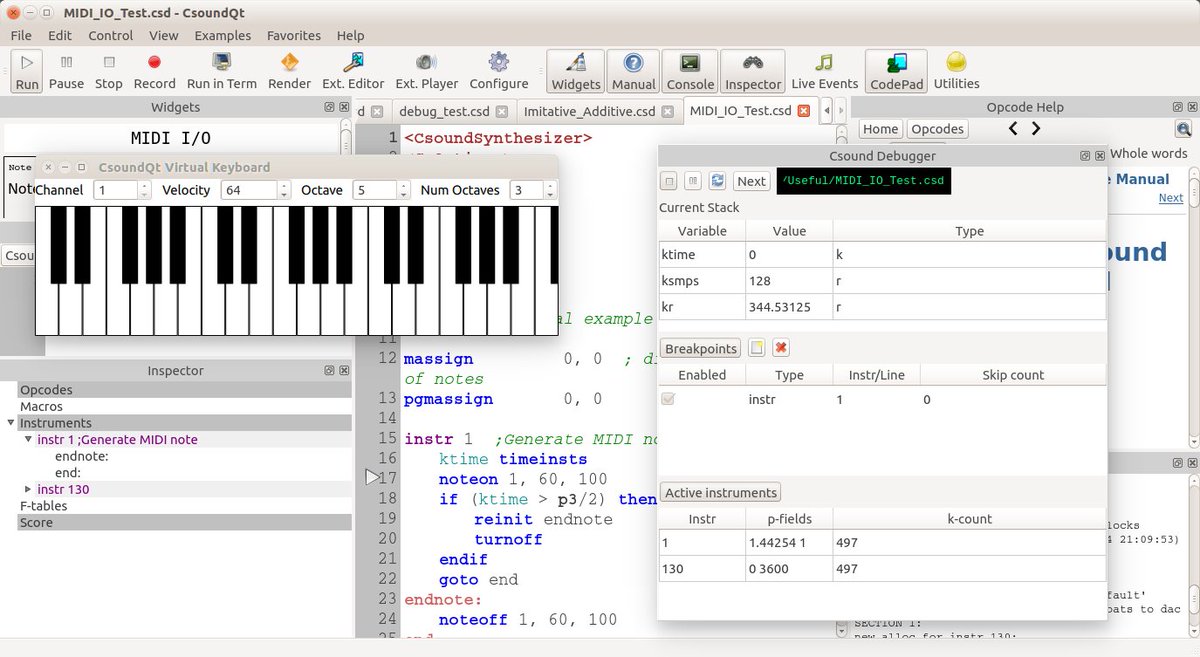 MIDI_IO_Test.csd - CsoundQt
File Edit Control View Examples Favorites Help
Run Pause Stop Record Run in Term Render Ext. Editor Ext. Player Configure Widgets Manual Console Inspector Live Events CodePad Utilities
Widgets
MIDI I/O
Note
Note
Csou
CsoundQt Virtual Keyboard
Channel 1 Velocity 64 Octave 5 Num Octaves 3
Inspector
Opcodes
Macros
Instruments
instr 1 ;Generate MIDI note
endnote:
end:
instr 130
F-tables
Score
d debug_test.csd Imitative_Additive.csd MIDI_IO_Test.csd
1 <CsoundSynthesizer>
al example
11
12 massign 0, 0 ; di
of notes
13 pgmassign 0, 0
14
15 instr 1 ;Generate MIDI no
16 ktime timeinsts
17 noteon 1, 60, 100
18 if (ktime > p3/2) then
19 reinit endnote
20 turnoff
21 endif
22 goto end
23 endnote:
24 noteoff 1, 60, 100
25 end
Csound Debugger
Next /Useful/MIDI_IO_Test.csd
Current Stack
Variable Value Type
ktime 0 k
ksmps 128 r
kr 344.53125 r
Breakpoints
Enabled Type Instr/Line Skip count
instr 1 0
Active instruments
Instr p-fields k-count
1 1.44254 1 497
130 0 3600 497
Opcode Help
Home Opcodes
Whole words
e Manual
Next
ound
locks
4 21:09:53)
fault'
pats to dac
SECTION 1:
new alloc for instr 130: